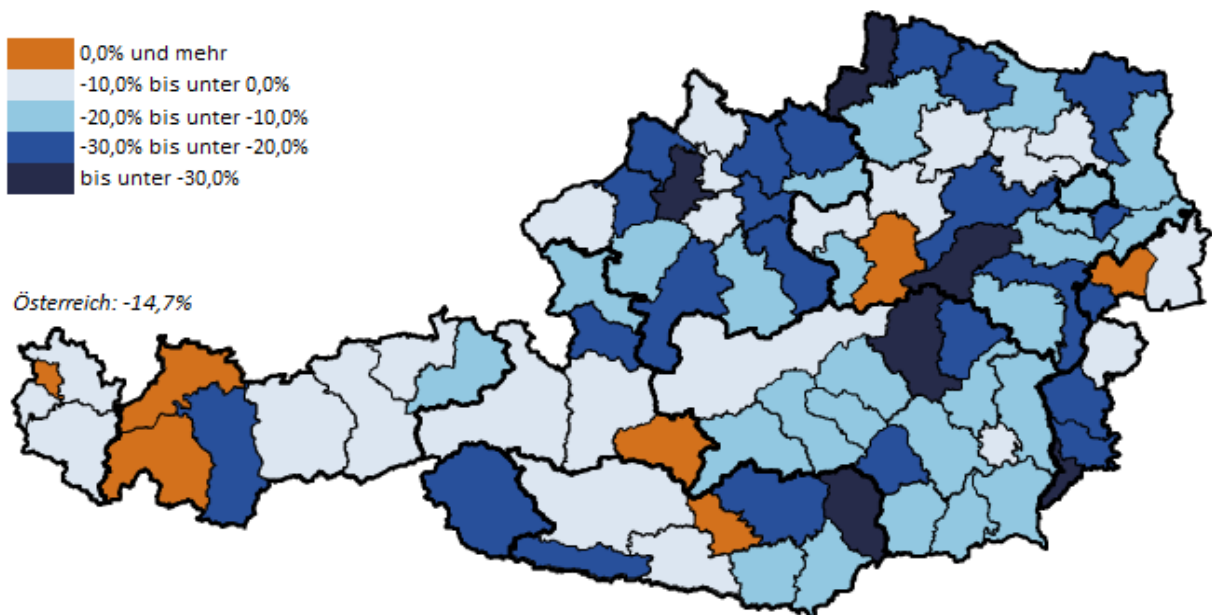 0,0% und mehr
-10,0% bis unter 0,0%
-20,0% bis unter -10,0%
-30,0% bis unter -20,0%
bis unter -30,0%
Österreich: -14,7%